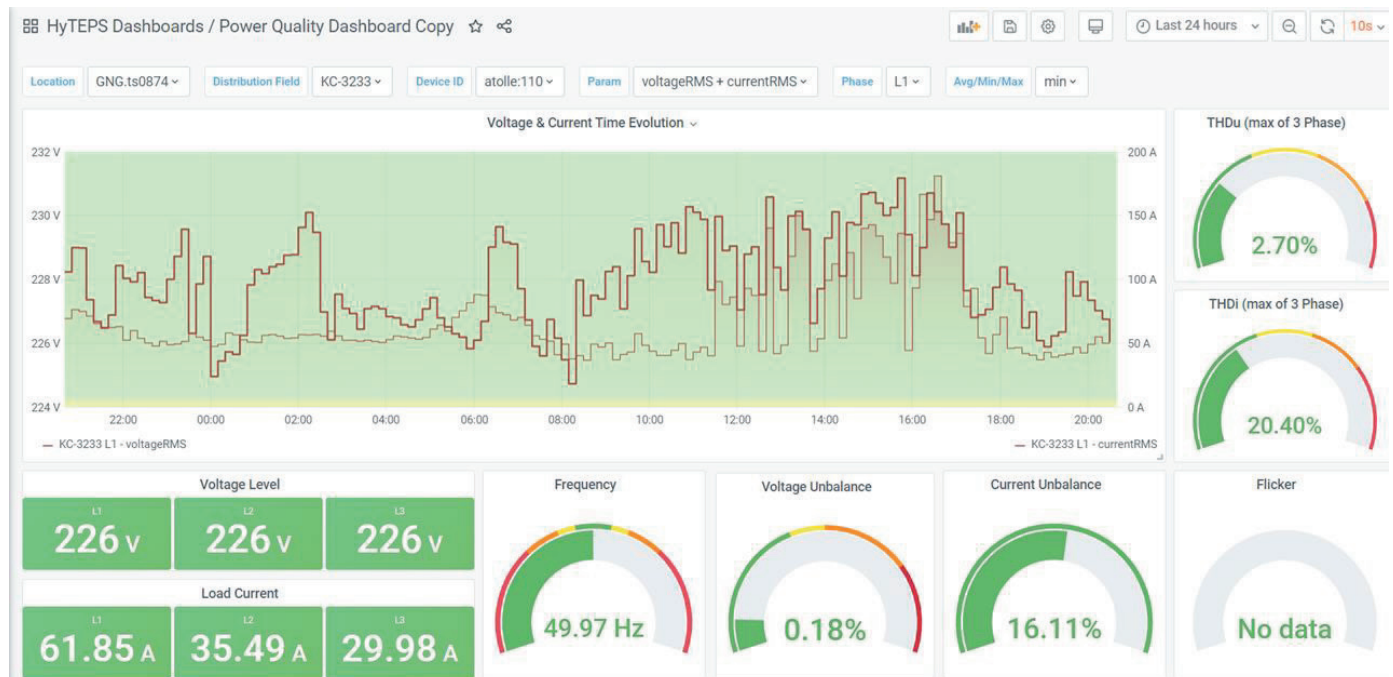 HyTEPS Dashboards / Power Quality Dashboard Copy
Last 24 hours
10s
Location GNG.ts0874 Distribution Field KC-3233 Device ID atolle:110 Param voltageRMS + currentRMS Phase L1 Avg/Min/Max min
Voltage & Current Time Evolution
232 V
230 V
228 V
226 V
224 V
200 A
150 A
100 A
50 A
0 A
22:00 00:00 02:00 04:00 06:00 08:00 10:00 12:00 14:00 16:00 18:00 20:00
KC-3233 L1 - voltageRMS
KC-3233 L1 - currentRMS
THDu (max of 3 Phase)
2.70%
THDi (max of 3 Phase)
20.40%
Voltage Level
L1
226 V
L2
226 V
L3
226 V
Load Current
L1
61.85 A
L2
35.49 A
L3
29.98 A
Frequency
49.97 Hz
Voltage Unbalance
0.18%
Current Unbalance
16.11%
Flicker
No data